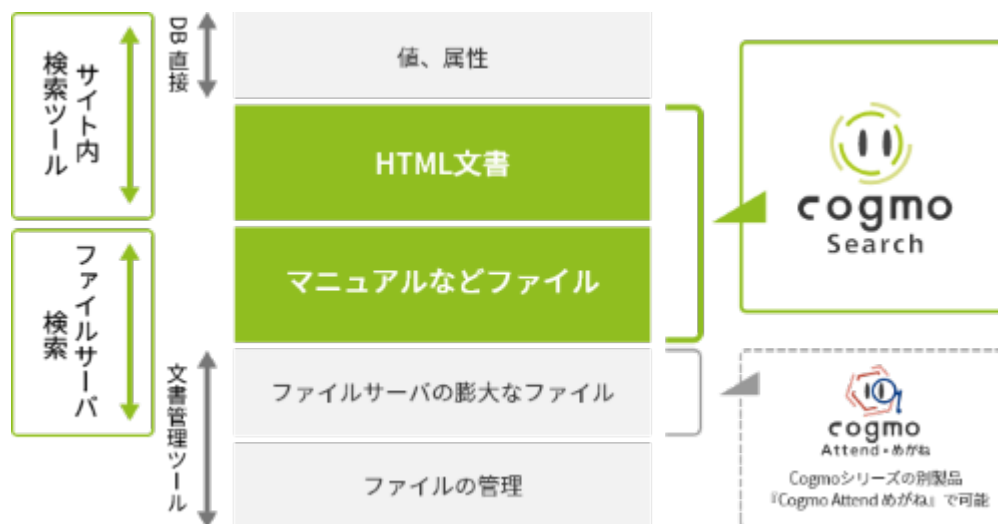 サイト内
検索ツール
DB 直接
値、属性
HTML文書
マニュアルなどファイル
ファイルサーバ
検索
文書管理ツール
ファイルサーバの膨大なファイル
ファイルの管理
cogmo
Search
cogmo
Attend・めがね
Cogmoシリーズの別製品
『Cogmo Attend めがね』で可能